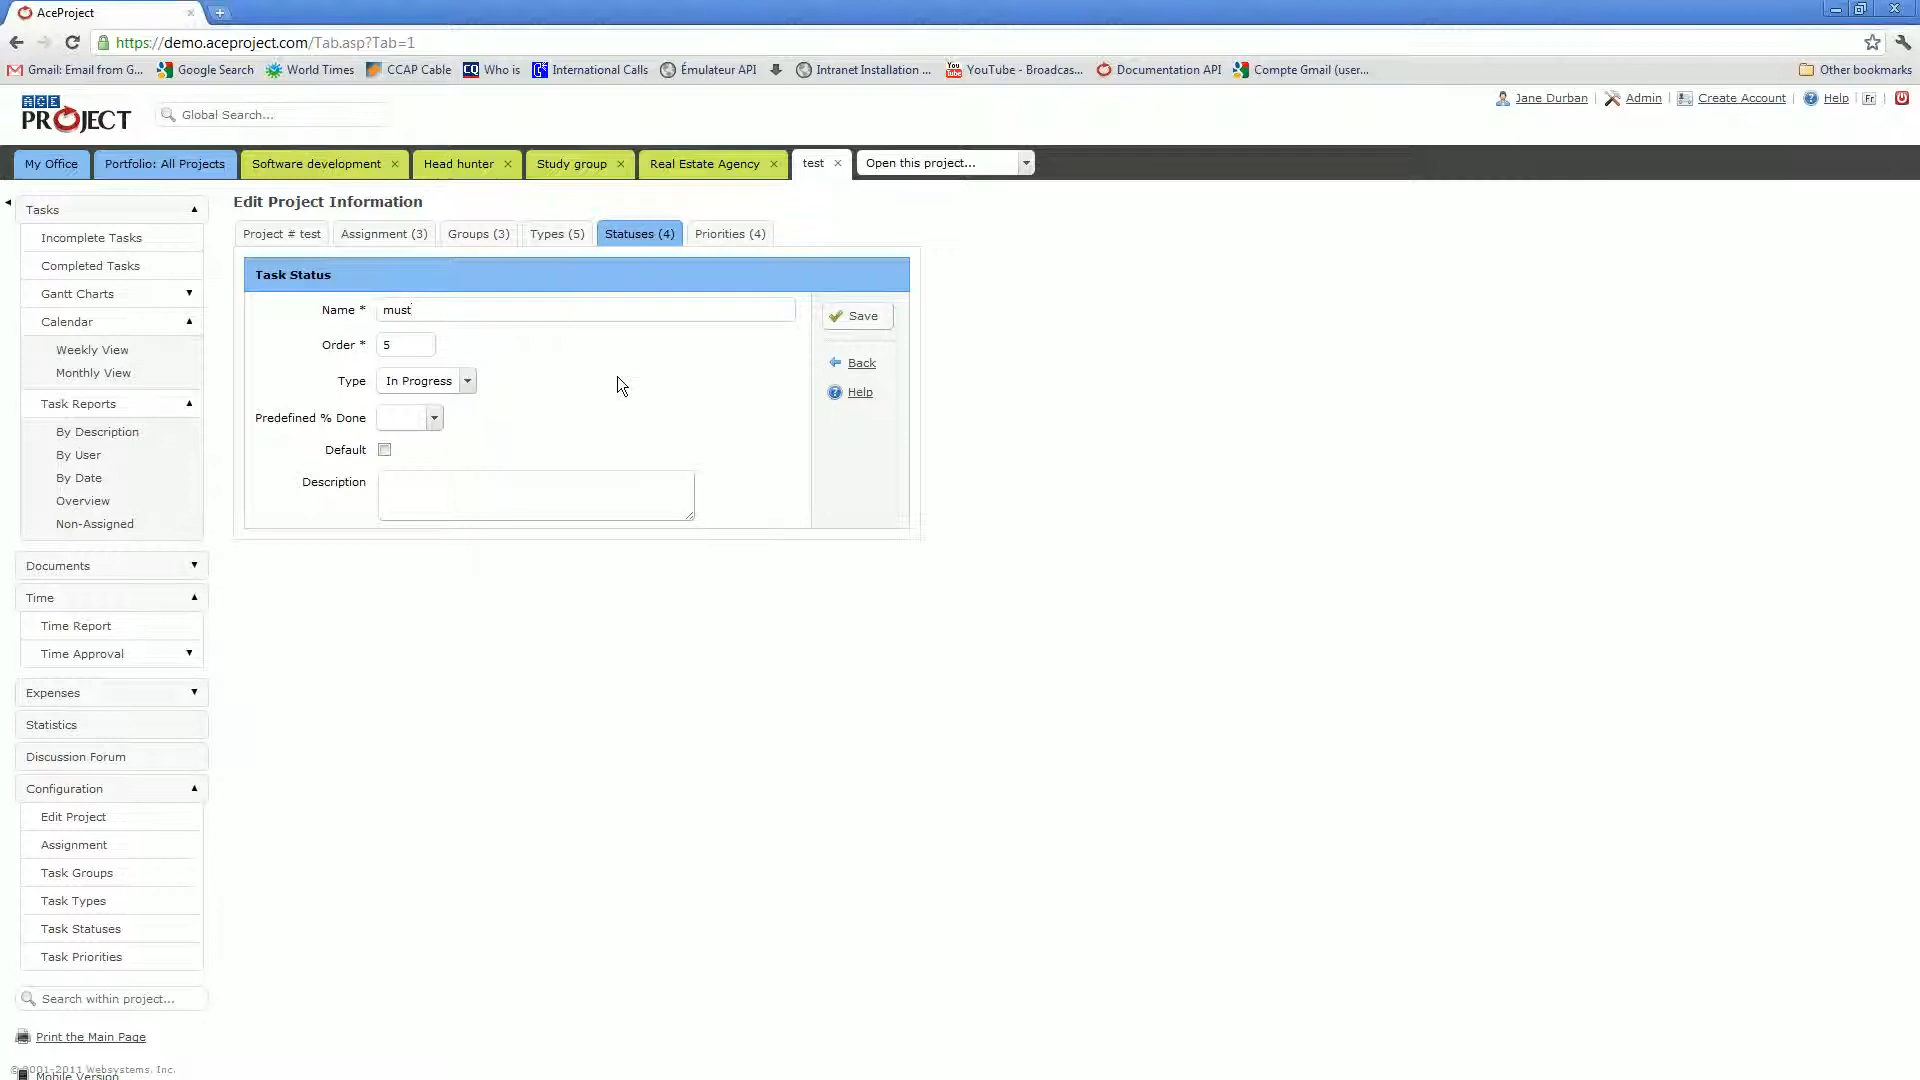 AceProject
https://demo.aceproject.com/Tab.asp?Tab=1
Gmail: Email from G... Google Search World Times CCAP Cable Who is International Calls Émulateur API Intranet Installation ... YouTube - Broadcas... Documentation API Compte Gmail (user... Other bookmarks
ACE PROJECT
Global Search...
Jane Durban | Admin | Create Account | Help | Fr |
My Office Portfolio: All Projects Software development Head hunter Study group Real Estate Agency test Open this project...
Edit Project Information
Project # test Assignment (3) Groups (3) Types (5) Statuses (4) Priorities (4)
Task Status
Name * must
Order * 5
Type In Progress
Predefined % Done
Default
Description
Save
Back
Help
Tasks
Incomplete Tasks
Completed Tasks
Gantt Charts
Calendar
Weekly View
Monthly View
Task Reports
By Description
By User
By Date
Overview
Non-Assigned
Documents
Time
Time Report
Time Approval
Expenses
Statistics
Discussion Forum
Configuration
Edit Project
Assignment
Task Groups
Task Types
Task Statuses
Task Priorities
Search within project...
Print the Main Page
©2001-2011 Websystems, Inc.
Mobile Version